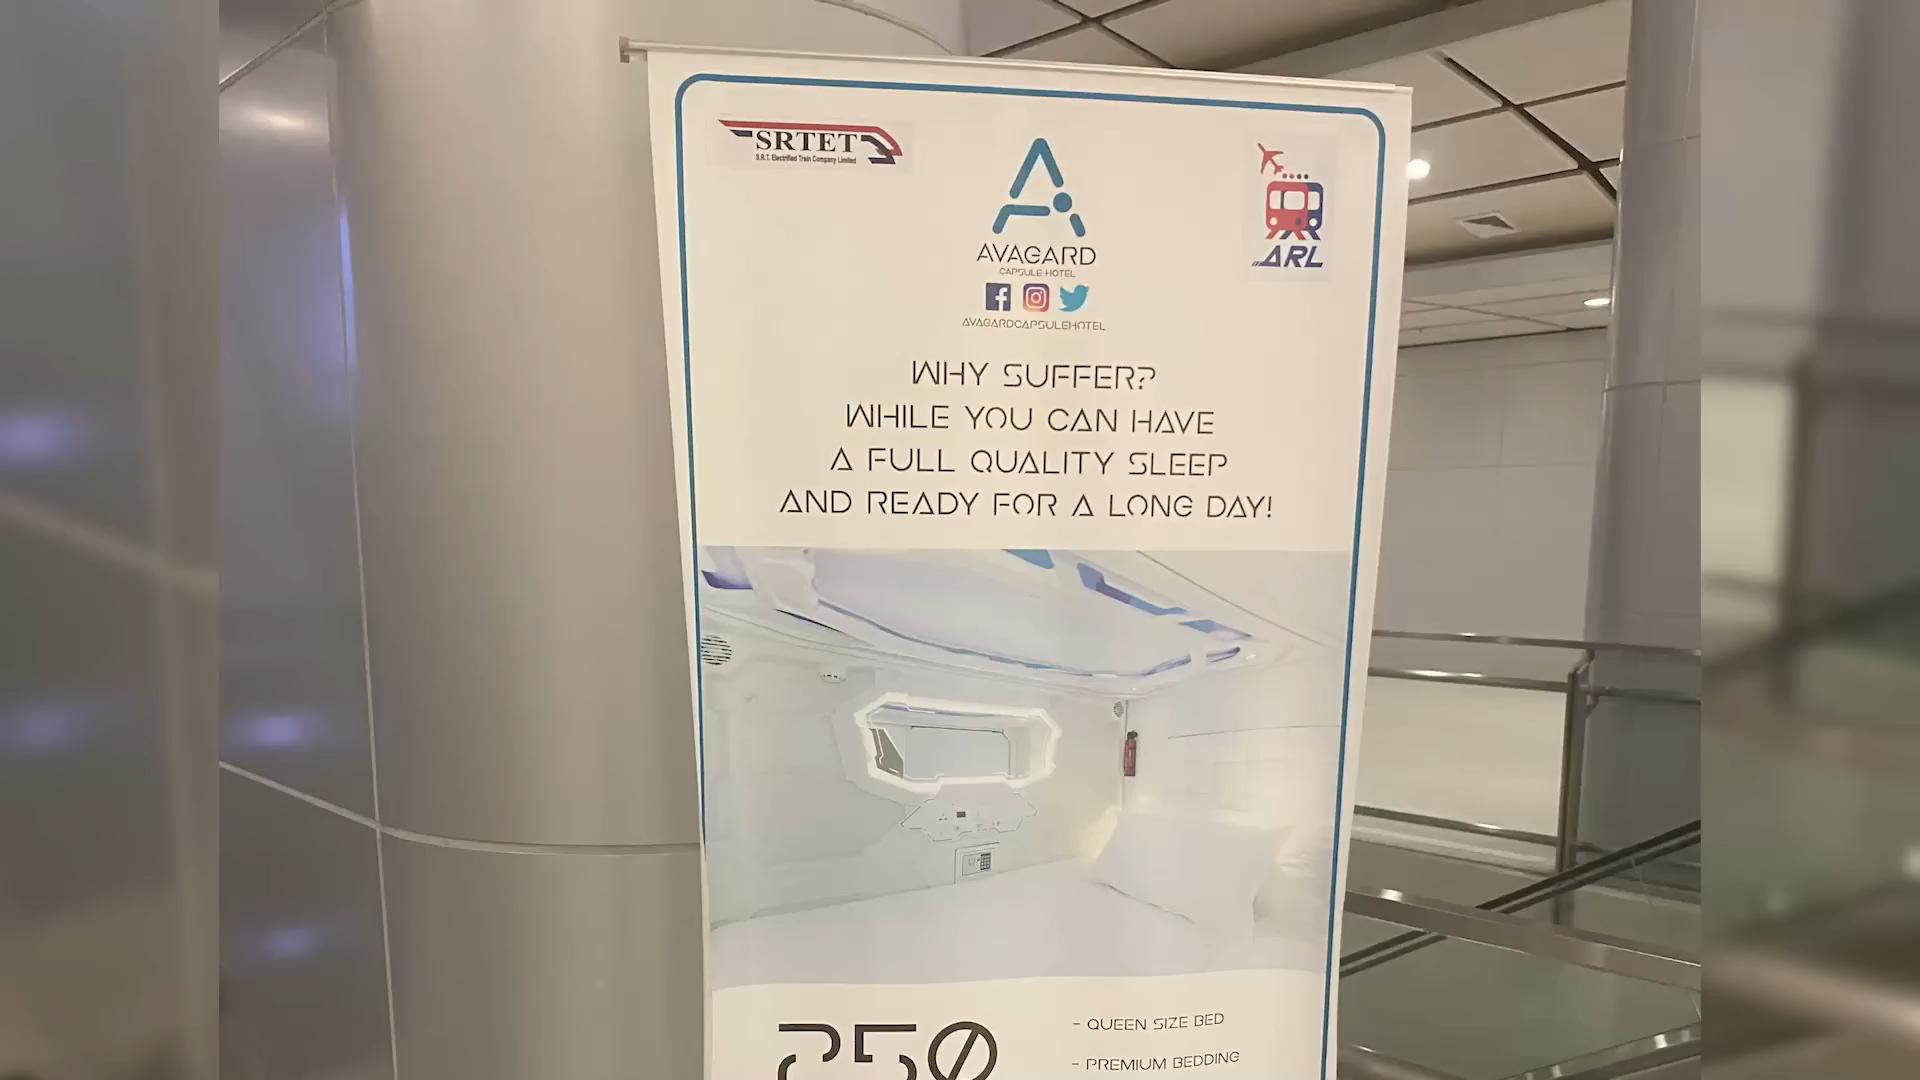 SRTET
S.R.T. Electrified Train Company Limited
AVAGARD
CAPSULE HOTEL
AVAGARDCAPSULEHOTEL
ARL
WHY SUFFER?
WHILE YOU CAN HAVE
A FULL QUALITY SLEEP
AND READY FOR A LONG DAY!
- QUEEN SIZE BED
- PREMIUM BEDDING